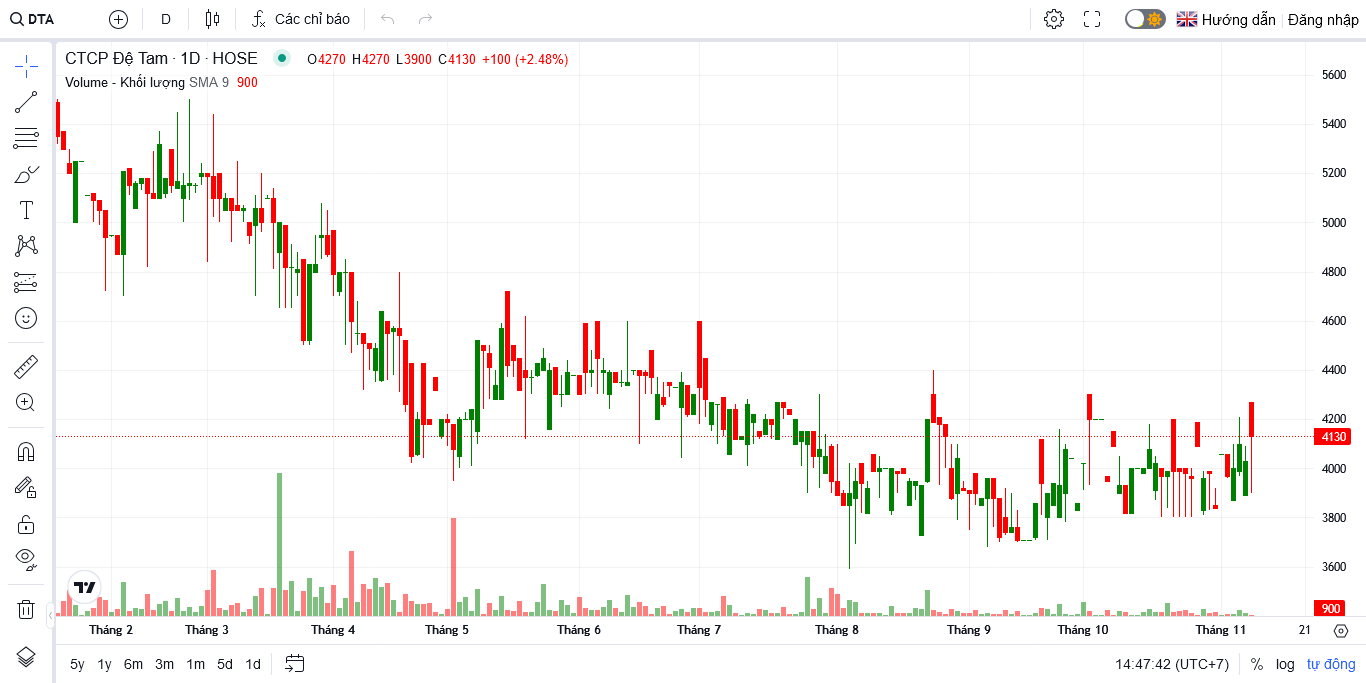 DTA D Các chỉ báo Hướng dẫn Đăng nhập
CTCP Đệ Tam · 1D · HOSE O4270 H4270 L3900 C4130 +100 (+2.48%)
Volume - Khối lượng SMA 9 900
5600
5400
5200
5000
4800
4600
4400
4200
4130
4000
3800
3600
900
Tháng 2 Tháng 3 Tháng 4 Tháng 5 Tháng 6 Tháng 7 Tháng 8 Tháng 9 Tháng 10 Tháng 11 21
5y 1y 6m 3m 1m 5d 1d 14:47:42 (UTC+7) % log tự động